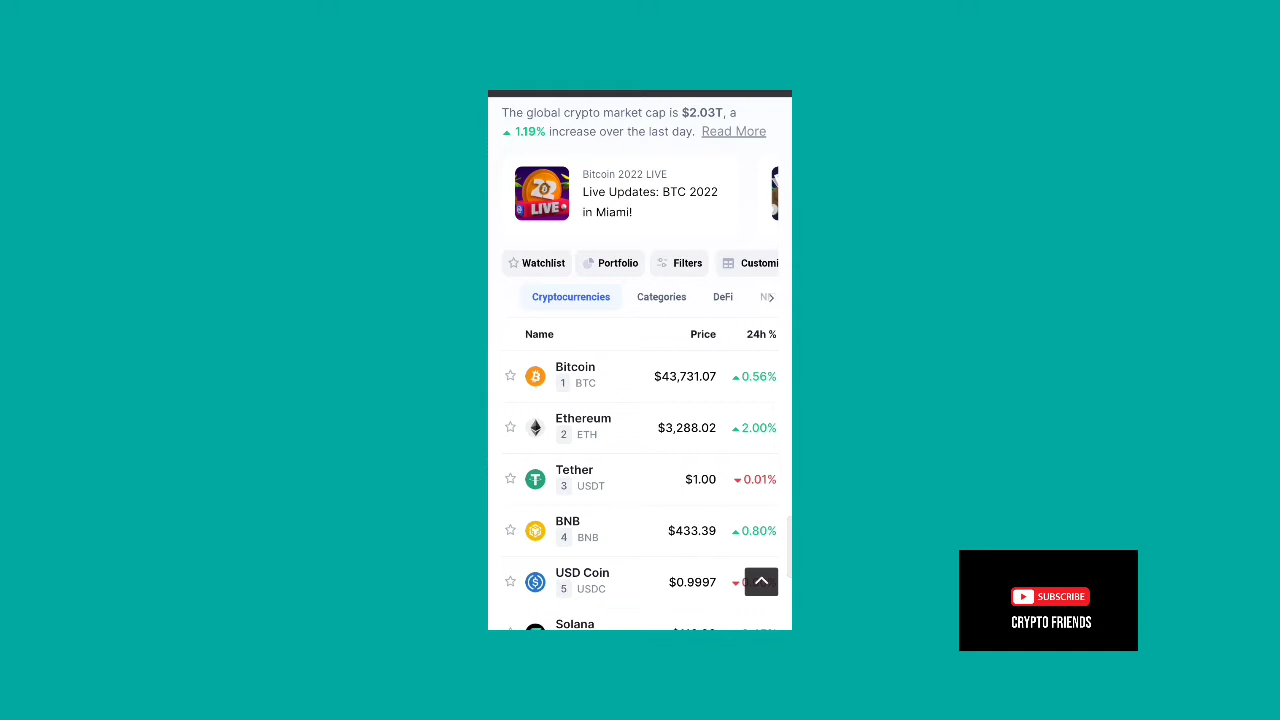 The global crypto market cap is $2.03T, a
1.19% increase over the last day. Read More
Bitcoin 2022 LIVE
Live Updates: BTC 2022
in Miami!
22
LIVE
Watchlist Portfolio Filters Customi
Cryptocurrencies Categories DeFi
Name Price 24h %
Bitcoin
1 BTC $43,731.07 0.56%
Ethereum
2 ETH $3,288.02 2.00%
Tether
3 USDT $1.00 0.01%
BNB
4 BNB $433.39 0.80%
USD Coin
5 USDC $0.9997
Solana
SUBSCRIBE
CRYPTO FRIENDS